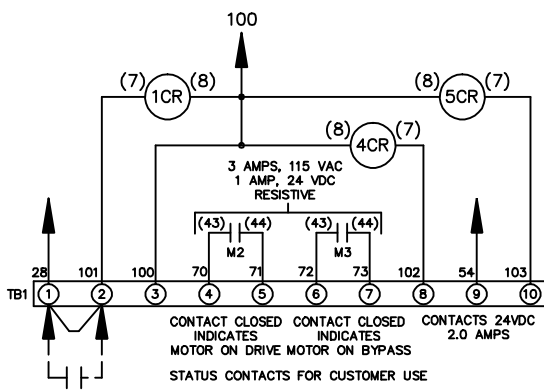 100
(7) 1CR (8) (8) 5CR (7)
(8) 4CR (7)
3 AMPS, 115 VAC
1 AMP, 24 VDC
RESISTIVE
(43) (44) (43) (44)
M2 M3
28 101 100 70 71 72 73 102 54 103
TB1 1 2 3 4 5 6 7 8 9 10
CONTACT CLOSED CONTACT CLOSED CONTACTS 24VDC
INDICATES INDICATES 2.0 AMPS
MOTOR ON DRIVE MOTOR ON BYPASS
STATUS CONTACTS FOR CUSTOMER USE